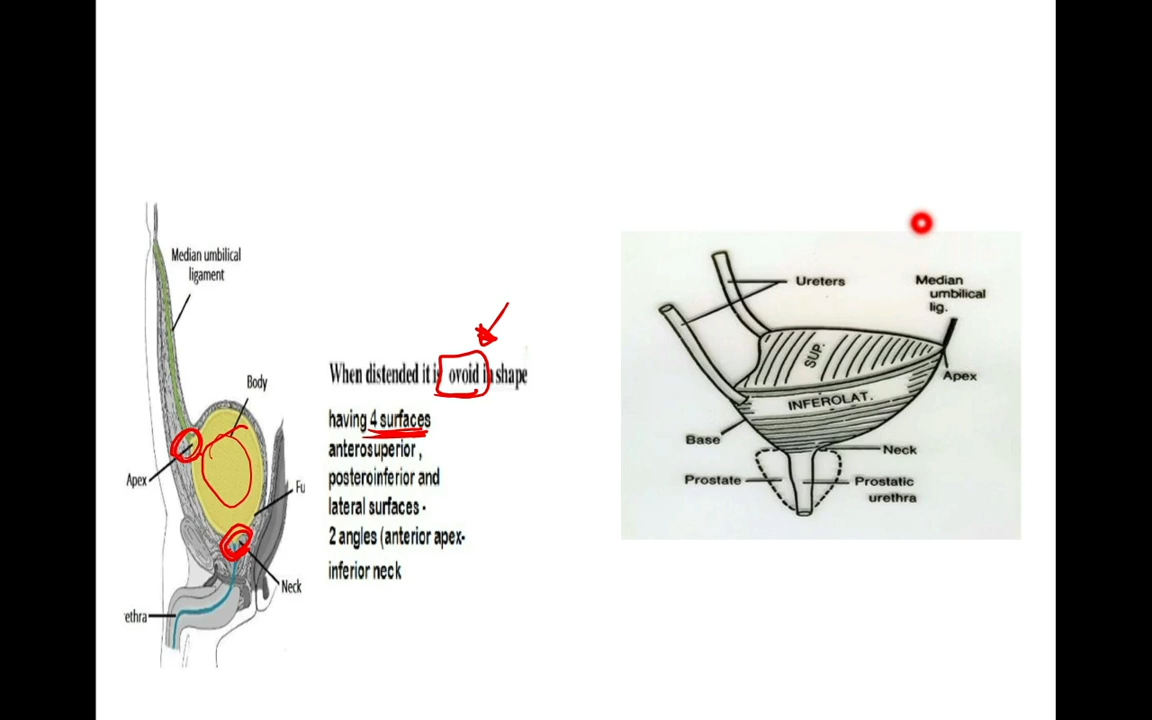 Median umbilical
ligament
Body
Apex
Fu
Neck
rethra
When distended it is ovoid in shape
having 4 surfaces
anterosuperior ,
posteroinferior and
lateral surfaces -
2 angles (anterior apex-
inferior neck
Ureters
Median
umbilical
lig.
SUP.
Apex
INFEROLAT.
Base
Neck
Prostate
Prostatic
urethra